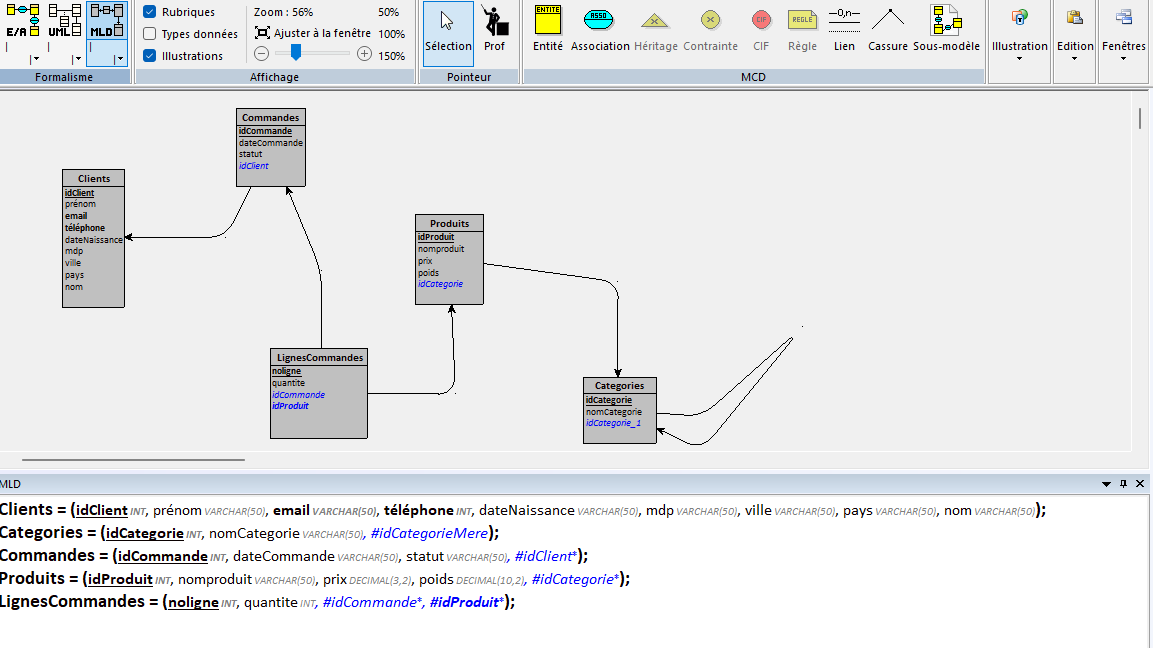 Rubriques Zoom : 56% 50%
Types données Ajuster à la fenêtre 100%
Illustrations 150%
E/A UML MLD
Formalisme Affichage Pointeur MCD
Sélection Prof
ENTITE ASSO CIF REGLE —0,n—
Entité Association Héritage Contrainte CIF Règle Lien Cassure Sous-modèle Illustration Edition Fenêtres
Commandes
idCommande
dateCommande
statut
idClient
Clients
idClient
prénom
email
téléphone
dateNaissance
mdp
ville
pays
nom
Produits
idProduit
nomproduit
prix
poids
idCategorie
LignesCommandes
noligne
quantite
idCommande
idProduit
Categories
idCategorie
nomCategorie
idCategorie_1
MLD
Clients = (idClient INT, prénom VARCHAR(50), email VARCHAR(50), téléphone INT, dateNaissance VARCHAR(50), mdp VARCHAR(50), ville VARCHAR(50), pays VARCHAR(50), nom VARCHAR(50));
Categories = (idCategorie INT, nomCategorie VARCHAR(50), #idCategorieMere);
Commandes = (idCommande INT, dateCommande VARCHAR(50), statut VARCHAR(50), #idClient*);
Produits = (idProduit INT, nomproduit VARCHAR(50), prix DECIMAL(3,2), poids DECIMAL(10,2), #idCategorie*);
LignesCommandes = (noligne INT, quantite INT, #idCommande*, #idProduit*);